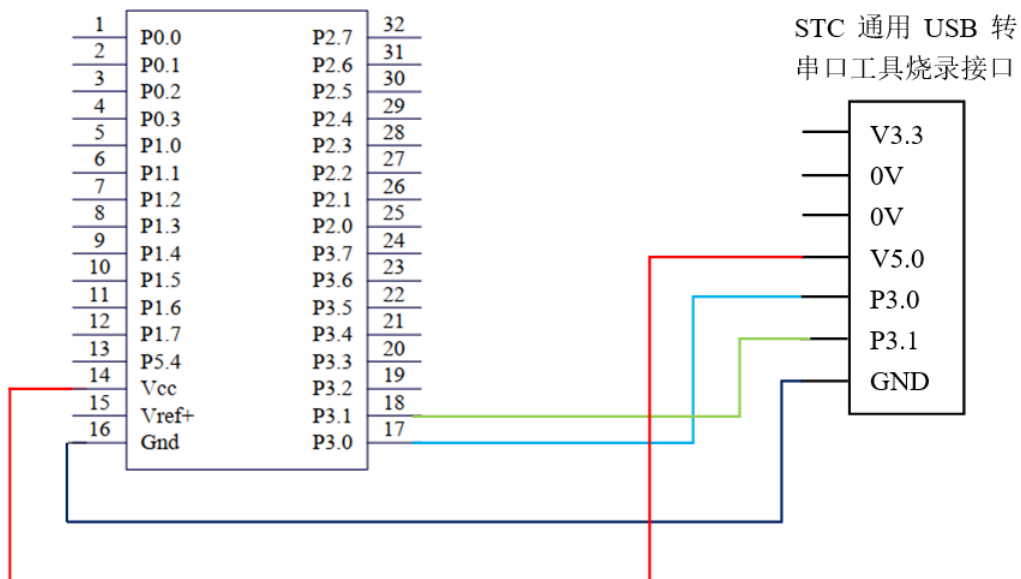 STC 通用 USB 转
串口工具烧录接口
1 P0.0 P2.7 32
2 P0.1 P2.6 31
3 P0.2 P2.5 30
4 P0.3 P2.4 29
5 P1.0 P2.3 28
6 P1.1 P2.2 27
7 P1.2 P2.1 26
8 P1.3 P2.0 25
9 P1.4 P3.7 24
10 P1.5 P3.6 23
11 P1.6 P3.5 22
12 P1.7 P3.4 21
13 P5.4 P3.3 20
14 Vcc P3.2 19
15 Vref+ P3.1 18
16 Gnd P3.0 17
V3.3
0V
0V
V5.0
P3.0
P3.1
GND